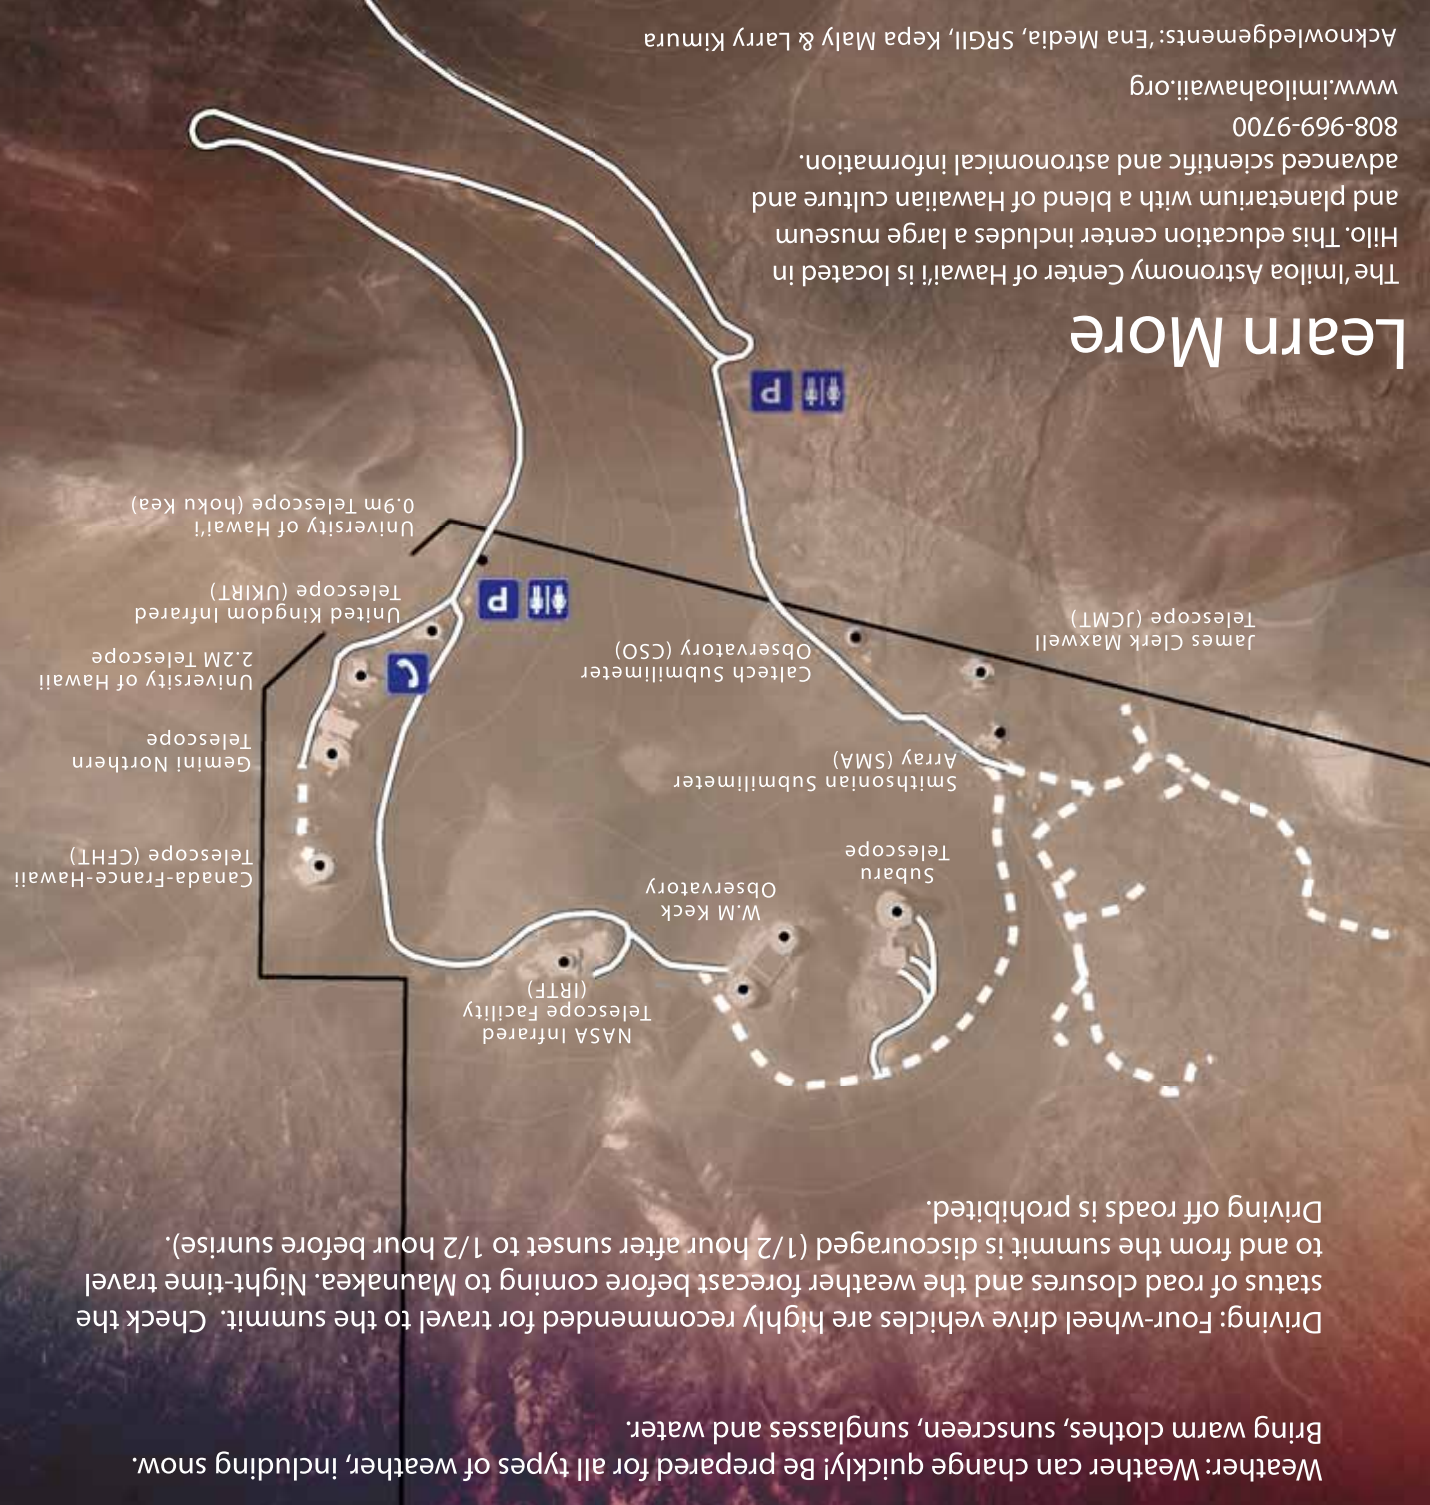 Weather: Weather can change quickly! Be prepared for all types of weather, including snow.
Bring warm clothes, sunscreen, sunglasses and water.
Driving: Four-wheel drive vehicles are highly recommended for travel to the summit. Check the
status of road closures and the weather forecast before coming to Maunakea. Night-time travel
to and from the summit is discouraged (1/2 hour after sunset to 1/2 hour before sunrise).
Driving off roads is prohibited.
NASA Infrared
Telescope Facility
(IRTF)
W.M Keck
Observatory
Subaru
Telescope
Canada-France-Hawaii
Telescope (CFHT)
Smithsonian Submilimeter
Array (SMA)
Gemini Northern
Telescope
Caltech Submilimeter
Observatory (CSO)
University of Hawaii
2.2M Telescope
James Clerk Maxwell
Telescope (JCMT)
United Kingdom Infrared
Telescope (UKIRT)
P
University of Hawai‘i
0.9m Telescope (hoku Kea)
P
Learn More
The ‘Imiloa Astronomy Center of Hawai‘i is located in
Hilo. This education center includes a large museum
and planetarium with a blend of Hawaiian culture and
advanced scientific and astronomical information.
808-969-9700
www.imiloahawaii.org
Acknowledgements: ‘Ena Media, SRGII, Kepa Maly & Larry Kimura